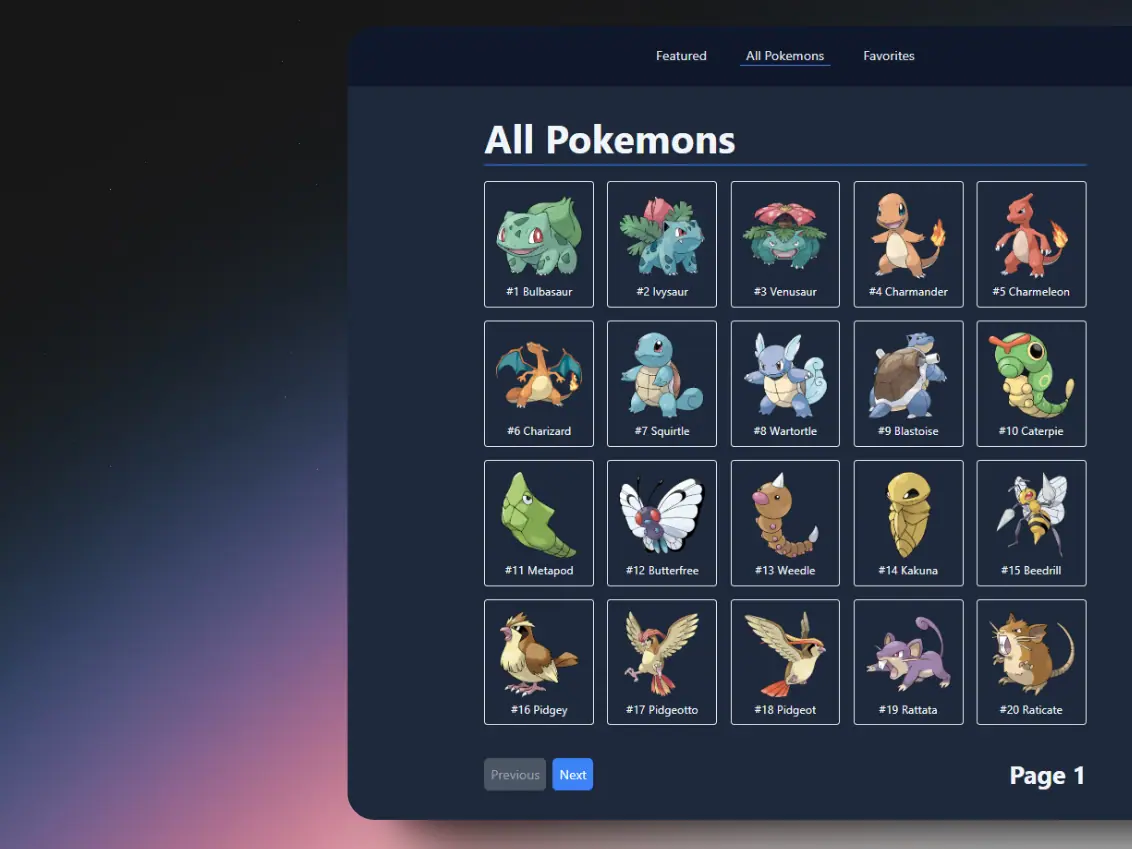 Featured All Pokemons Favorites
All Pokemons
#1 Bulbasaur #2 Ivysaur #3 Venusaur #4 Charmander #5 Charmeleon
#6 Charizard #7 Squirtle #8 Wartortle #9 Blastoise #10 Caterpie
#11 Metapod #12 Butterfree #13 Weedle #14 Kakuna #15 Beedrill
#16 Pidgey #17 Pidgeotto #18 Pidgeot #19 Rattata #20 Raticate
Previous Next Page 1